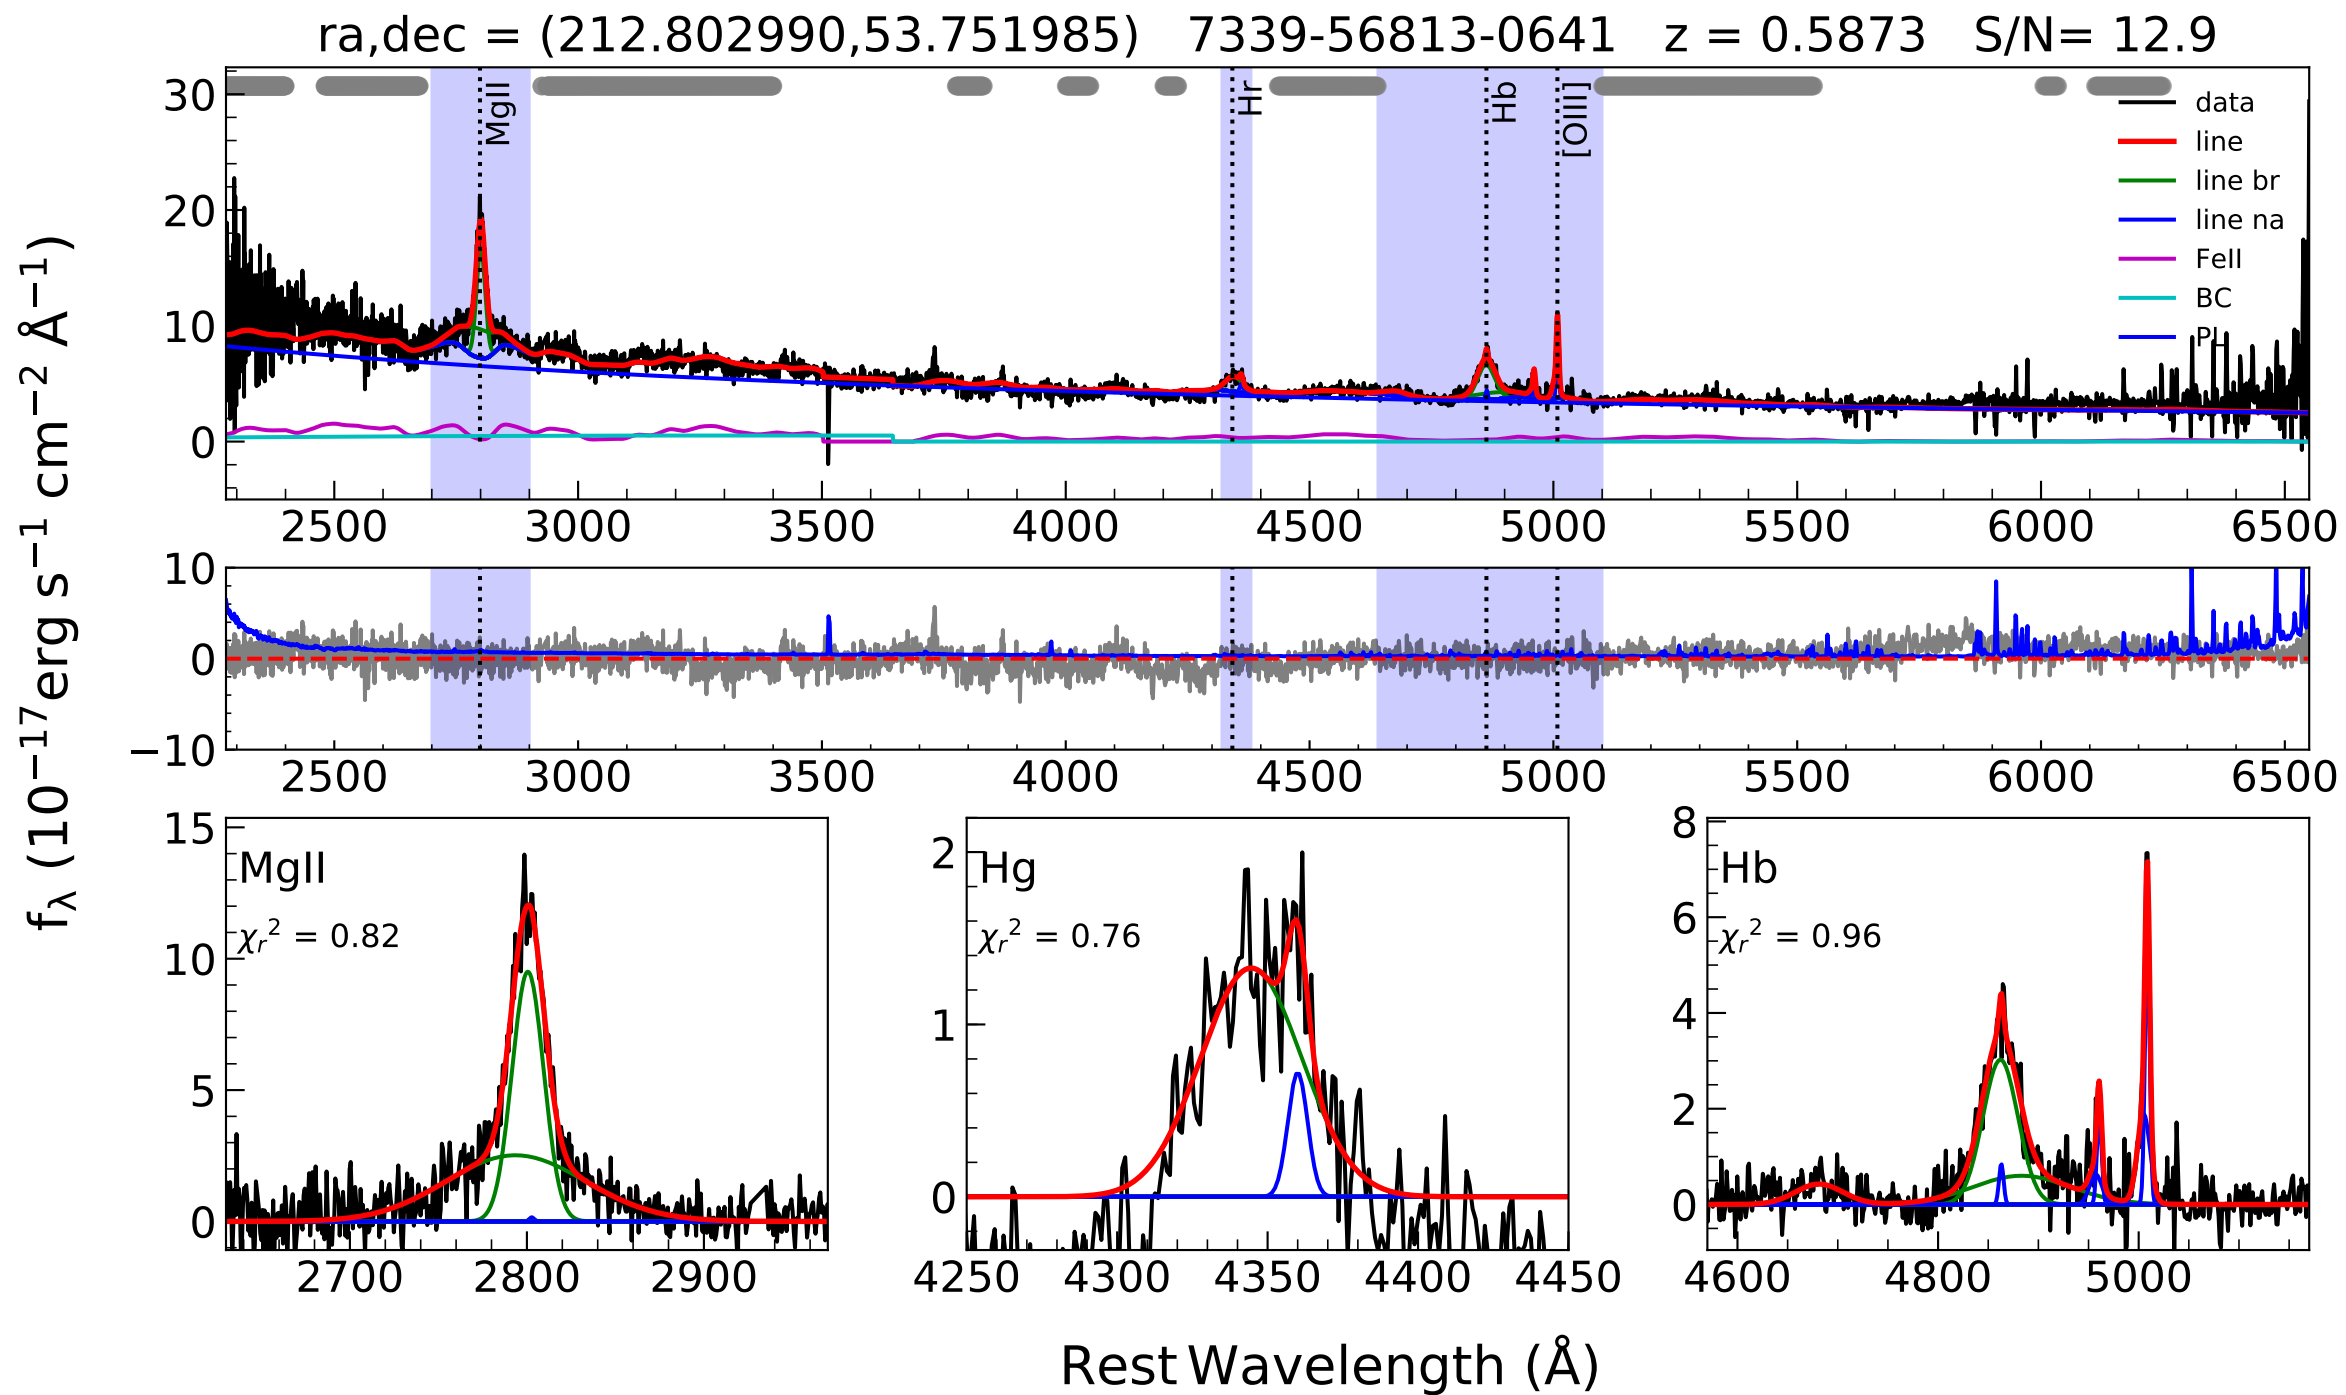 ra,dec = (212.802990,53.751985) 7339-56813-0641 z = 0.5873 S/N= 12.9
f_λ (10⁻¹⁷erg s⁻¹ cm⁻² Å⁻¹)
30
20
10
0
MgII
Hr
Hb
[OIII]
data
line
line br
line na
FeII
BC
PL
2500 3000 3500 4000 4500 5000 5500 6000 6500
10
0
−10
2500 3000 3500 4000 4500 5000 5500 6000 6500
15
10
5
0
MgII
χᵣ² = 0.82
2700 2800 2900
2
1
0
Hg
χᵣ² = 0.76
4250 4300 4350 4400 4450
8
6
4
2
0
Hb
χᵣ² = 0.96
4600 4800 5000
Rest Wavelength (Å)